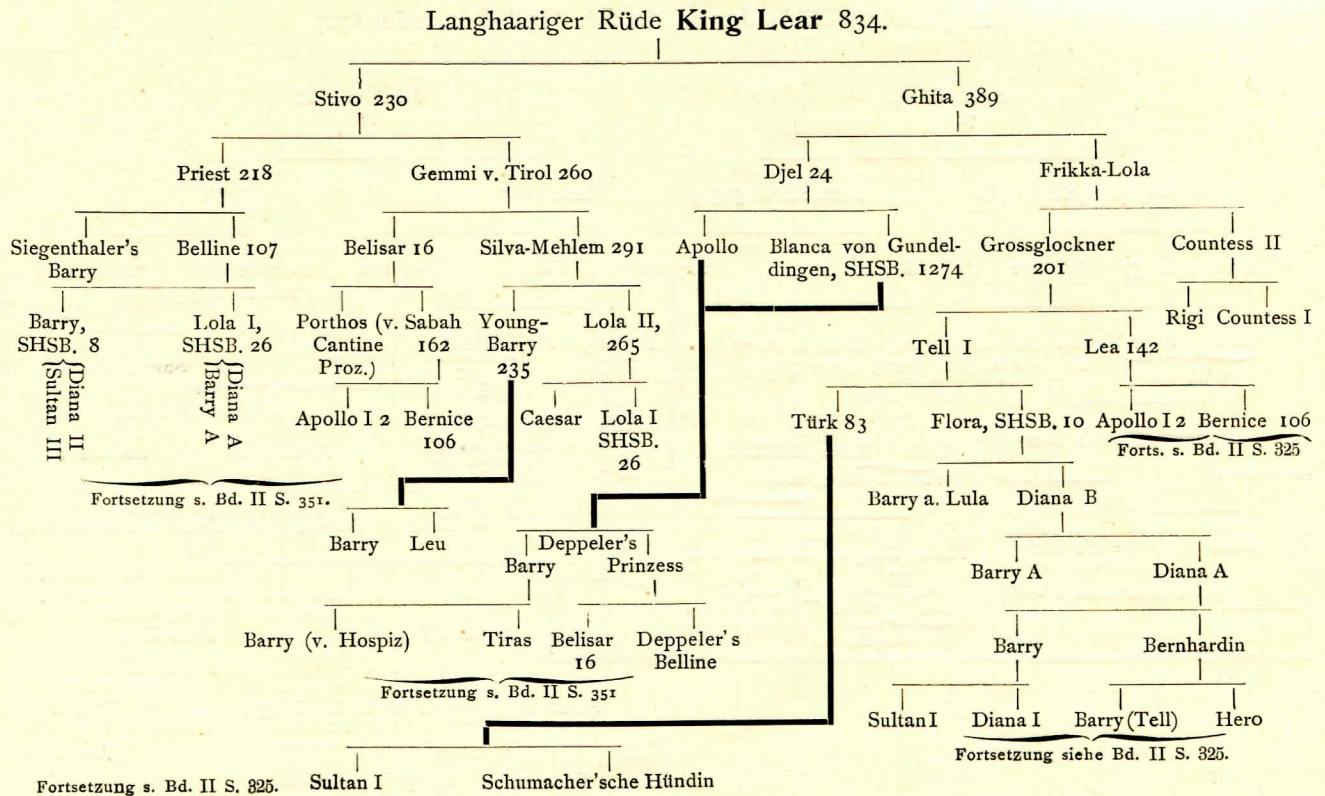 Langhaariger Rüde King Lear 834.
Stivo 230
Ghita 389
Priest 218
Gemmi v. Tirol 260
Djel 24
Frikka-Lola
Siegenthaler's
Barry
Belline 107
Belisar 16
Silva-Mehlem 291
Apollo
Blanca von Gundel-
dingen, SHSB. 1274
Grossglockner
201
Countess II
Barry,
SHSB. 8
Lola I,
SHSB. 26
Porthos (v.
Cantine
Proz.)
Sabah
162
Young-
Barry
235
Lola II,
265
Tell I
Lea 142
Rigi
Countess I
Diana II
Sultan III
Diana A
Barry A
Apollo I 2
Bernice
106
Caesar
Lola I
SHSB.
26
Türk 83
Flora, SHSB. 10
Apollo I 2
Bernice 106
Forts. s. Bd. II S. 325
Fortsetzung s. Bd. II S. 351.
Barry a. Lula
Diana B
Barry
Leu
Deppeler's
Barry
Prinzess
Barry A
Diana A
Barry (v. Hospiz)
Tiras
Belisar
16
Deppeler's
Belline
Barry
Bernhardin
Fortsetzung s. Bd. II S. 351
Sultan I
Diana I
Barry (Tell)
Hero
Fortsetzung siehe Bd. II S. 325.
Fortsetzung s. Bd. II S. 325.
Sultan I
Schumacher'sche Hündin